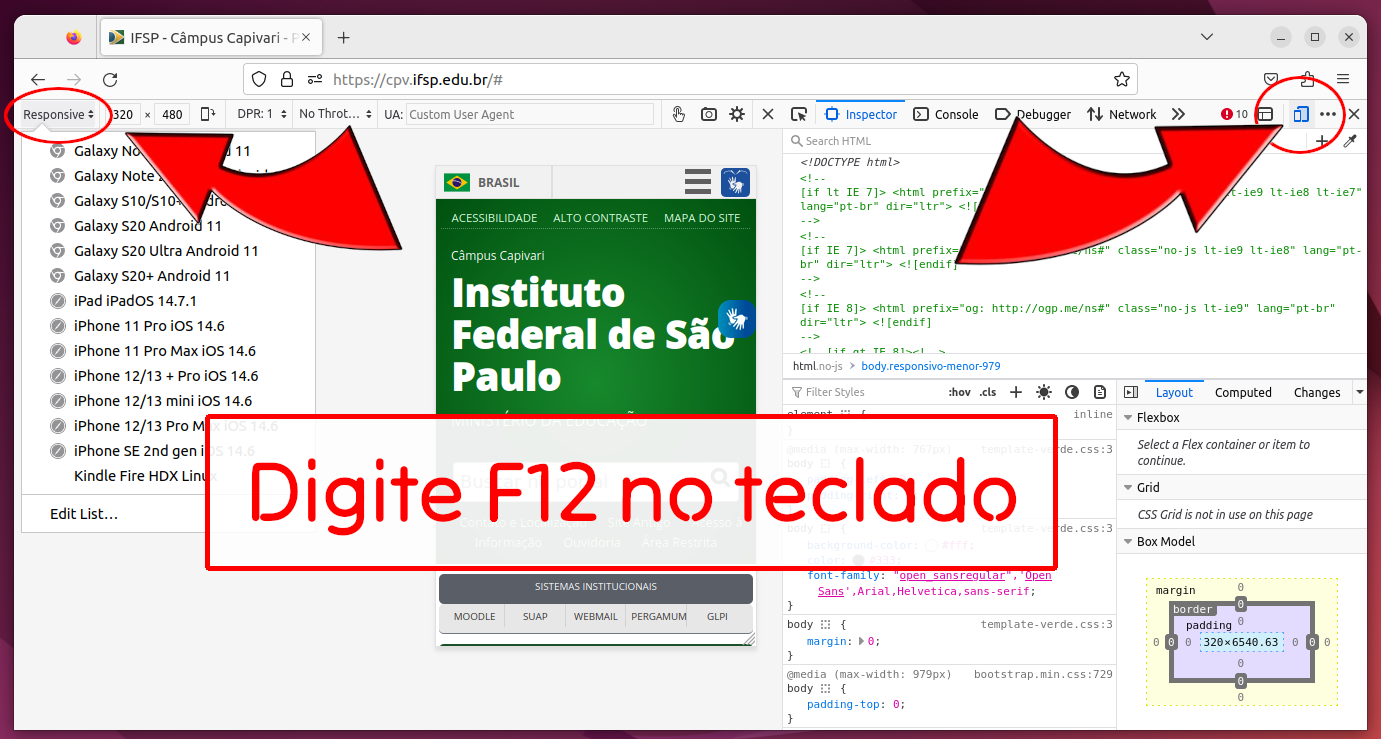 IFSP - Câmpus Capivari - P
https://cpv.ifsp.edu.br/#
Responsive 320 × 480 DPR: 1 No Throt... UA: Custom User Agent
Inspector Console Debugger Network 10
Galaxy No 11
Galaxy Note
Galaxy S10/S10+ 11
Galaxy S20 Android 11
Galaxy S20 Ultra Android 11
Galaxy S20+ Android 11
iPad iPadOS 14.7.1
iPhone 11 Pro iOS 14.6
iPhone 11 Pro Max iOS 14.6
iPhone 12/13 + Pro iOS 14.6
iPhone 12/13 mini iOS 14.6
iPhone 12/13 Pro Max iOS 14.6
iPhone SE 2nd gen iOS 14.6
Kindle Fire HDX Linux
Edit List...
BRASIL
ACESSIBILIDADE ALTO CONTRASTE MAPA DO SITE
Câmpus Capivari
Instituto
Federal de São
Paulo
MINISTÉRIO DA EDUCAÇÃO
Buscar no portal
Contato e Localização Site Antigo Acesso à
Informação Ouvidoria Área Restrita
Digite F12 no teclado
SISTEMAS INSTITUCIONAIS
MOODLE SUAP WEBMAIL PERGAMUM GLPI
Search HTML
<!DOCTYPE html>
<!--
[if lt IE 7]> <html prefix="o lt-ie9 lt-ie8 lt-ie7"
lang="pt-br" dir="ltr"> <![
-->
<!--
[if IE 7]> <html prefix= e/ns#" class="no-js lt-ie9 lt-ie8" lang="pt-
br" dir="ltr"> <![endif]
-->
<!--
[if IE 8]> <html prefix="og: http://ogp.me/ns#" class="no-js lt-ie9" lang="pt-br"
dir="ltr"> <![endif]
-->
<!--[if gt IE 8]><!-->
html.no-js > body.responsivo-menor-979
Filter Styles :hov .cls +
element { inline
}
@media (max-width: 767px) template-verde.css:3
body {
body { template-verde.css:3
background-color: #fff;
color: #333;
font-family: "open_sansregular",'Open
Sans',Arial,Helvetica,sans-serif;
}
body { template-verde.css:3
margin: 0;
}
@media (max-width: 979px) bootstrap.min.css:729
body {
padding-top: 0;
}
Layout Computed Changes
Flexbox
Select a Flex container or item to
continue.
Grid
CSS Grid is not in use on this page
Box Model
margin 0
border 0
padding 0
0 0 0 320×6540.63 0 0 0
0
0
0